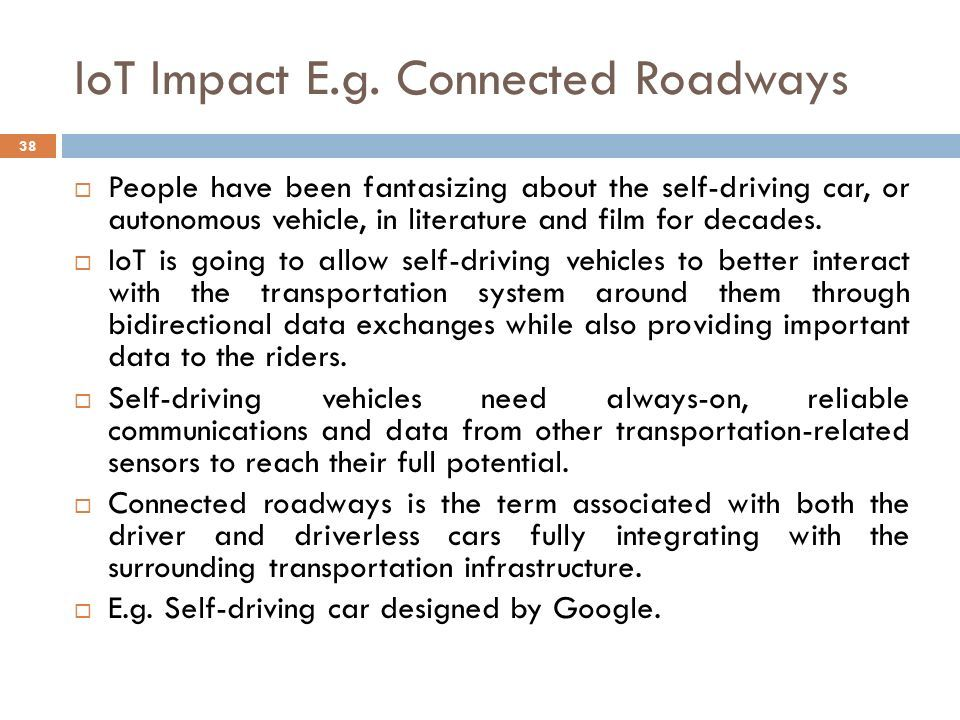 IoT Impact E.g. Connected Roadways
38
People have been fantasizing about the self-driving car, or
autonomous vehicle, in literature and film for decades.
IoT is going to allow self-driving vehicles to better interact
with the transportation system around them through
bidirectional data exchanges while also providing important
data to the riders.
Self-driving vehicles need always-on, reliable
communications and data from other transportation-related
sensors to reach their full potential.
Connected roadways is the term associated with both the
driver and driverless cars fully integrating with the
surrounding transportation infrastructure.
E.g. Self-driving car designed by Google.